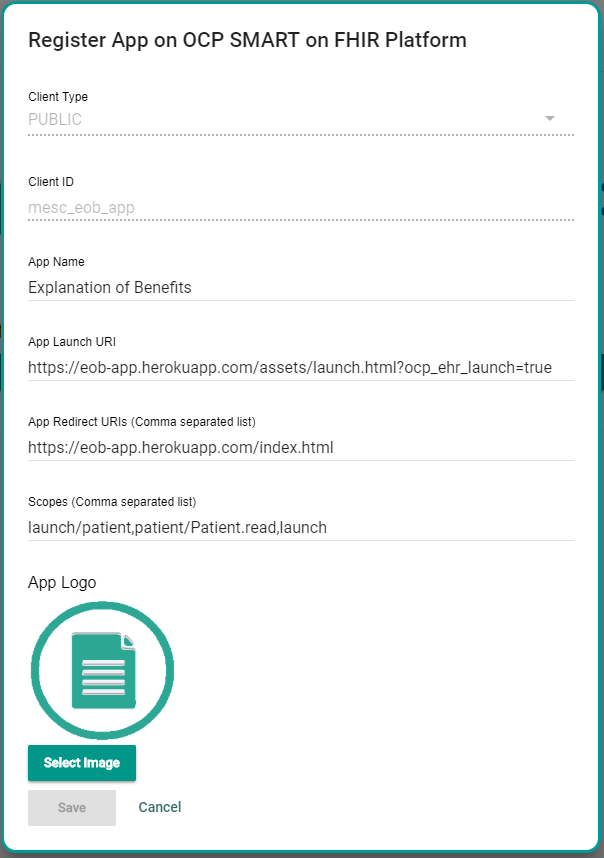 Register App on OCP SMART on FHIR Platform
Client Type
PUBLIC
Client ID
mesc_eob_app
App Name
Explanation of Benefits
App Launch URI
https://eob-app.herokuapp.com/assets/launch.html?ocp_ehr_launch=true
App Redirect URIs (Comma separated list)
https://eob-app.herokuapp.com/index.html
Scopes (Comma separated list)
launch/patient,patient/Patient.read,launch
App Logo
Select Image
Save Cancel